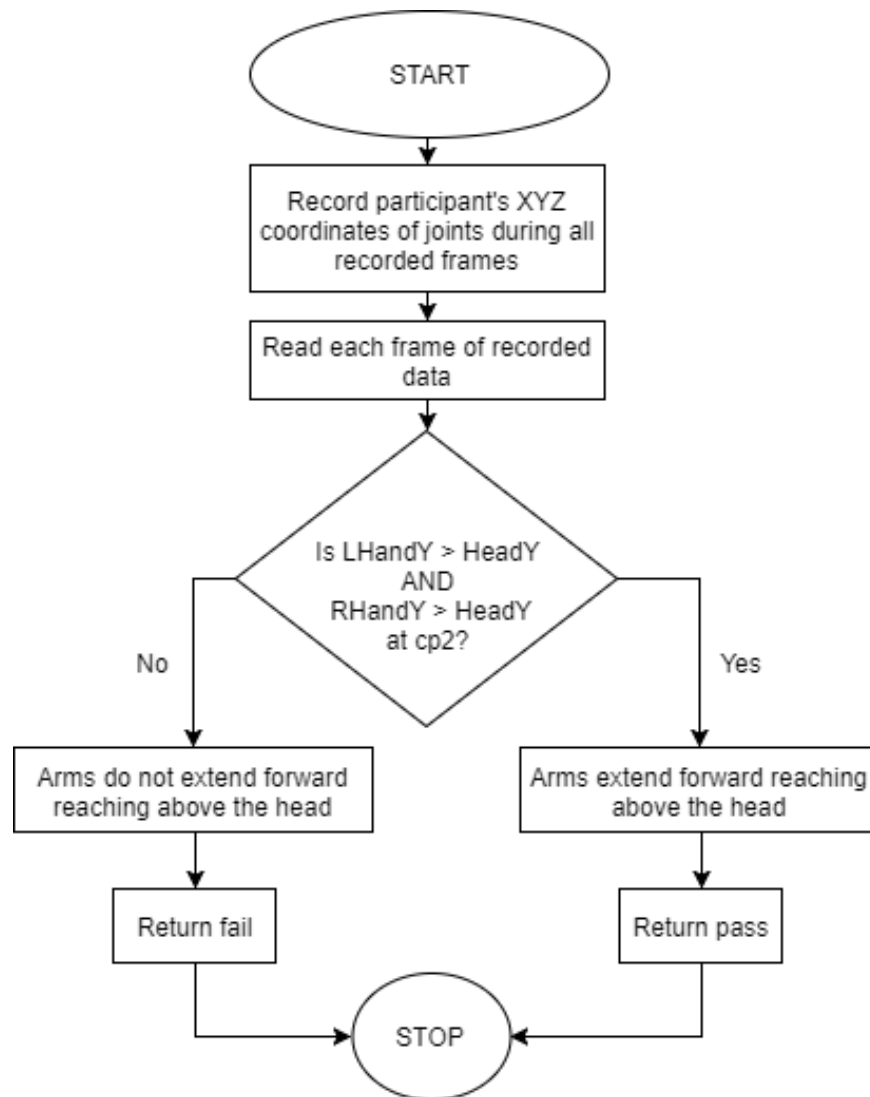 START
Record participant's XYZ
coordinates of joints during all
recorded frames
Read each frame of recorded
data
Is LHandY > HeadY
AND
RHandY > HeadY
at cp2?
No
Yes
Arms do not extend forward
reaching above the head
Arms extend forward reaching
above the head
Return fail
Return pass
STOP